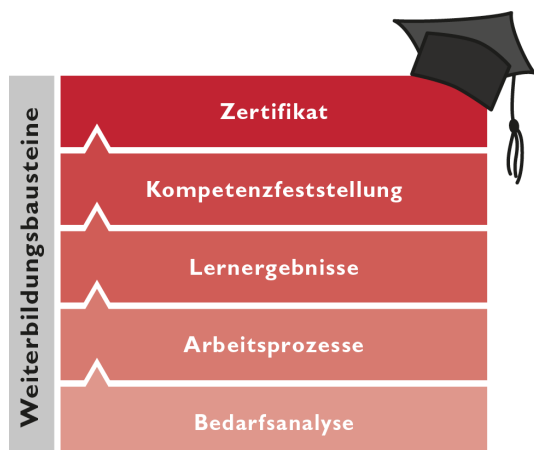 Weiterbildungsbausteine
Zertifikat
Kompetenzfeststellung
Lernergebnisse
Arbeitsprozesse
Bedarfsanalyse